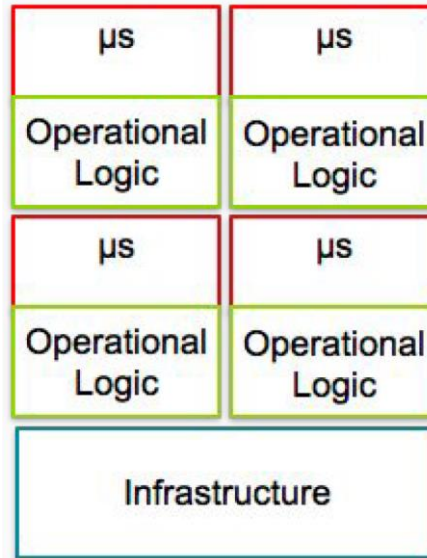 µs
µs
Operational
Logic
Operational
Logic
µs
µs
Operational
Logic
Operational
Logic
Infrastructure